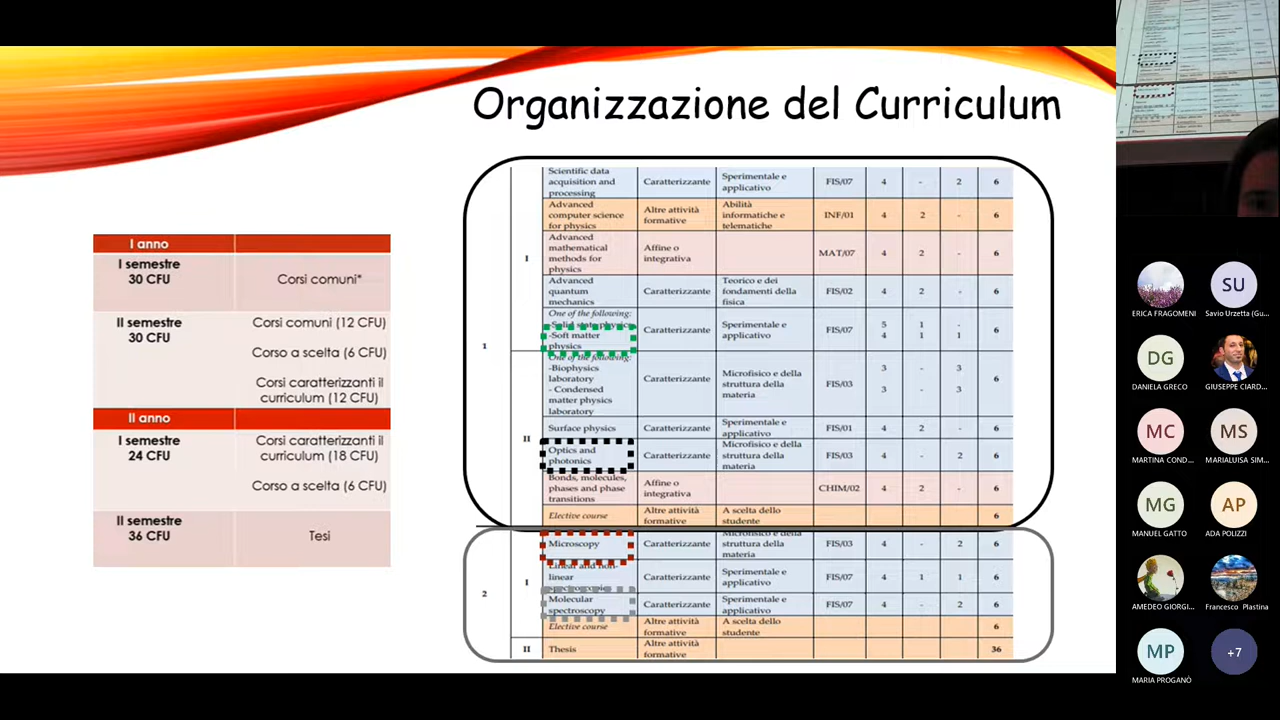 Organizzazione del Curriculum
I anno
I semestre
30 CFU
Corsi comuni*
II semestre
30 CFU
Corsi comuni (12 CFU)
Corso a scelta (6 CFU)
Corsi caratterizzanti il
curriculum (12 CFU)
II anno
I semestre
24 CFU
Corsi caratterizzanti il
curriculum (18 CFU)
Corso a scelta (6 CFU)
II semestre
36 CFU
Tesi
1
I
Scientific data
acquisition and
processing
Caratterizzante
Sperimentale e
applicativo
FIS/07
4
-
2
6
Advanced
computer science
for physics
Altre attività
formative
Abilità
informatiche e
telematiche
INF/01
4
2
-
6
Advanced
mathematical
methods for
physics
Affine o
integrativa
MAT/07
4
2
-
6
Advanced
quantum
mechanics
Caratterizzante
Teorico e dei
fondamenti della
fisica
FIS/02
4
2
-
6
One of the following:
-Solid state physics
-Soft matter
physics
Caratterizzante
Sperimentale e
applicativo
FIS/07
5
4
1
1
-
1
6
II
One of the following:
-Biophysics
laboratory
- Condensed
matter physics
laboratory
Caratterizzante
Microfisico e della
struttura della
materia
FIS/03
3
3
-
-
3
3
6
Surface physics
Caratterizzante
Sperimentale e
applicativo
FIS/01
4
2
-
6
Optics and
photonics
Caratterizzante
Microfisico e della
struttura della
materia
FIS/03
4
-
2
6
Bonds, molecules,
phases and phase
transitions
Affine o
integrativa
CHIM/02
4
2
-
6
Elective course
Altre attività
formative
A scelta dello
studente
6
2
I
Microscopy
Caratterizzante
Microfisico e della
struttura della
materia
FIS/03
4
-
2
6
Linear and non-
linear
Caratterizzante
Sperimentale e
applicativo
FIS/07
4
1
1
6
Molecular
spectroscopy
Caratterizzante
Sperimentale e
applicativo
FIS/07
4
-
2
6
Elective course
Altre attività
formative
A scelta dello
studente
6
II
Thesis
Altre attività
formative
36
ERICA FRAGOMENI
SU
Savio Urzetta (Gu...
DG
DANIELA GRECO
GIUSEPPE CIARD...
MC
MARTINA COND...
MS
MARIALUISA SIM...
MG
MANUEL GATTO
AP
ADA POLIZZI
AMEDEO GIORGI...
Francesco Plastina
MP
MARIA PROGANÒ
+7